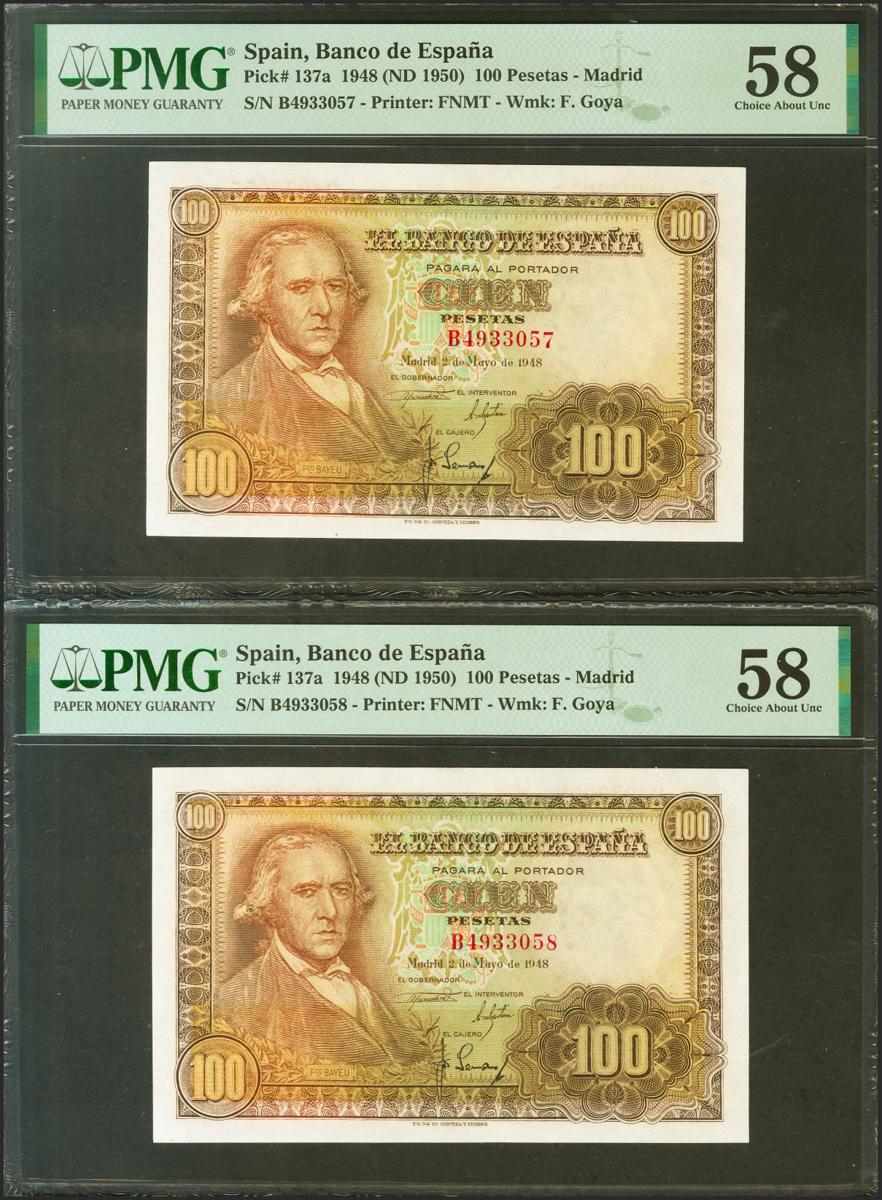 PMG®
PAPER MONEY GUARANTY
Spain, Banco de España
Pick# 137a 1948 (ND 1950) 100 Pesetas - Madrid
S/N B4933057 - Printer: FNMT - Wmk: F. Goya
58
Choice About Unc
100
100
EL BANCO DE ESPAÑA
PAGARÁ AL PORTADOR
CIEN
PESETAS
B4933057
Madrid 2 de Mayo de 1948
EL GOBERNADOR
EL INTERVENTOR
EL CAJERO
100
FCO BAYEU
100
PMG®
PAPER MONEY GUARANTY
Spain, Banco de España
Pick# 137a 1948 (ND 1950) 100 Pesetas - Madrid
S/N B4933058 - Printer: FNMT - Wmk: F. Goya
58
Choice About Unc
100
100
EL BANCO DE ESPAÑA
PAGARÁ AL PORTADOR
CIEN
PESETAS
B4933058
Madrid 2 de Mayo de 1948
EL GOBERNADOR
EL INTERVENTOR
EL CAJERO
100
FCO BAYEU
100